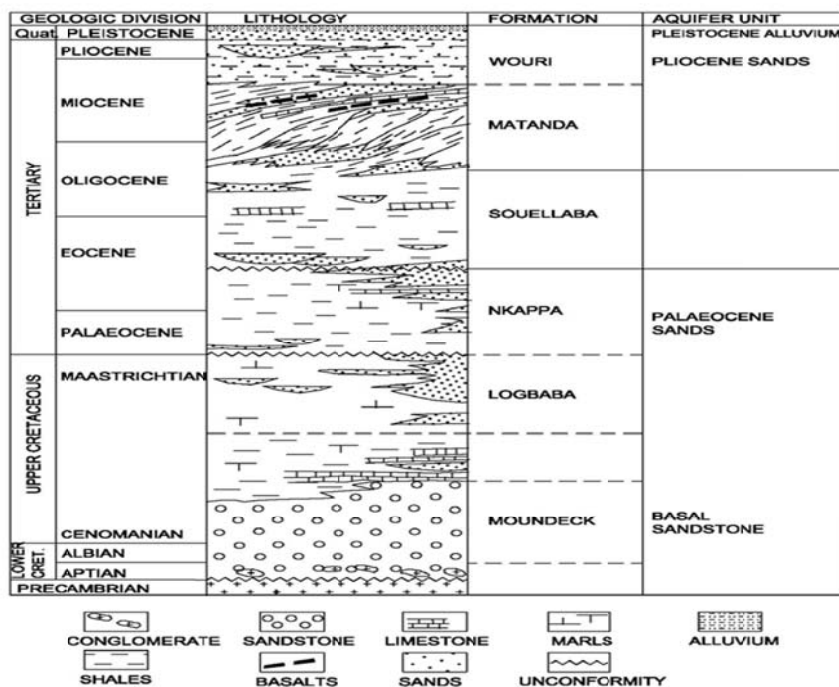 GEOLOGIC DIVISION LITHOLOGY FORMATION AQUIFER UNIT
Quat. PLEISTOCENE PLEISTOCENE ALLUVIUM
PLIOCENE WOURI PLIOCENE SANDS
MIOCENE
MATANDA
TERTIARY
OLIGOCENE
SOUELLABA
EOCENE
NKAPPA PALAEOCENE
SANDS
PALAEOCENE
MAASTRICHTIAN
LOGBABA
UPPER CRETACEOUS
MOUNDECK BASAL
SANDSTONE
CENOMANIAN
LOWER
CRET.
ALBIAN
APTIAN
PRECAMBRIAN
CONGLOMERATE SANDSTONE LIMESTONE MARLS ALLUVIUM
SHALES BASALTS SANDS UNCONFORMITY